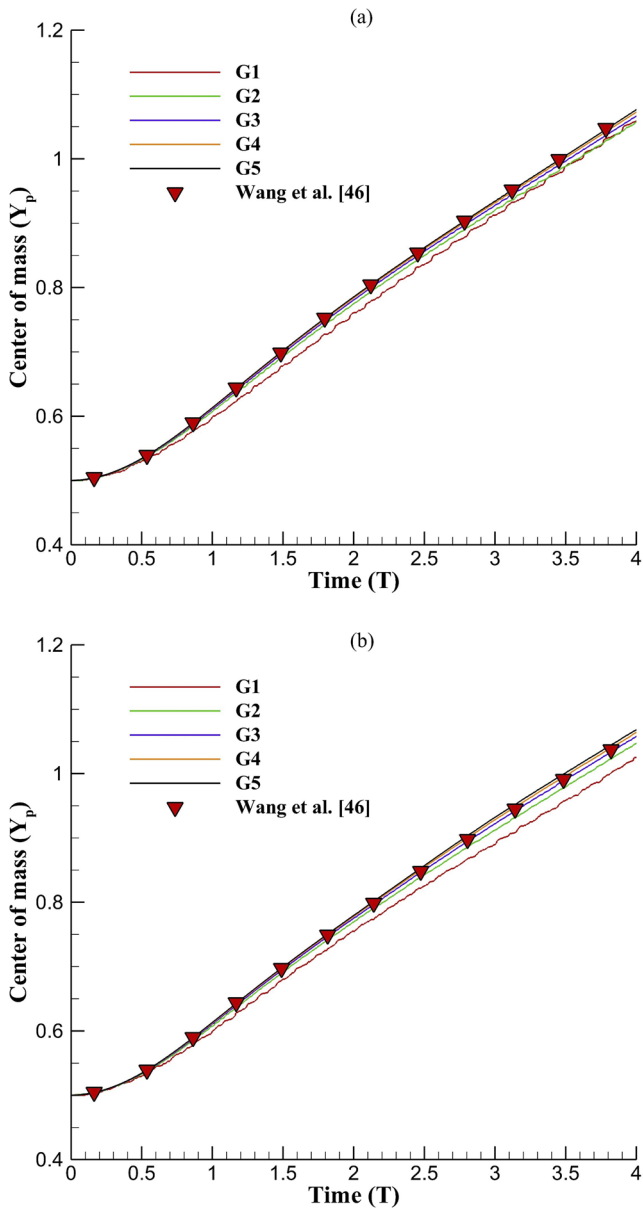 (a)
1.2
G1
G2
G3
G4
G5
Wang et al. [46]
1
0.8
0.6
0.4
Center of mass (Yp)
0 0.5 1 1.5 2 2.5 3 3.5 4
Time (T)
(b)
1.2
G1
G2
G3
G4
G5
Wang et al. [46]
1
0.8
0.6
0.4
Center of mass (Yp)
0 0.5 1 1.5 2 2.5 3 3.5 4
Time (T)